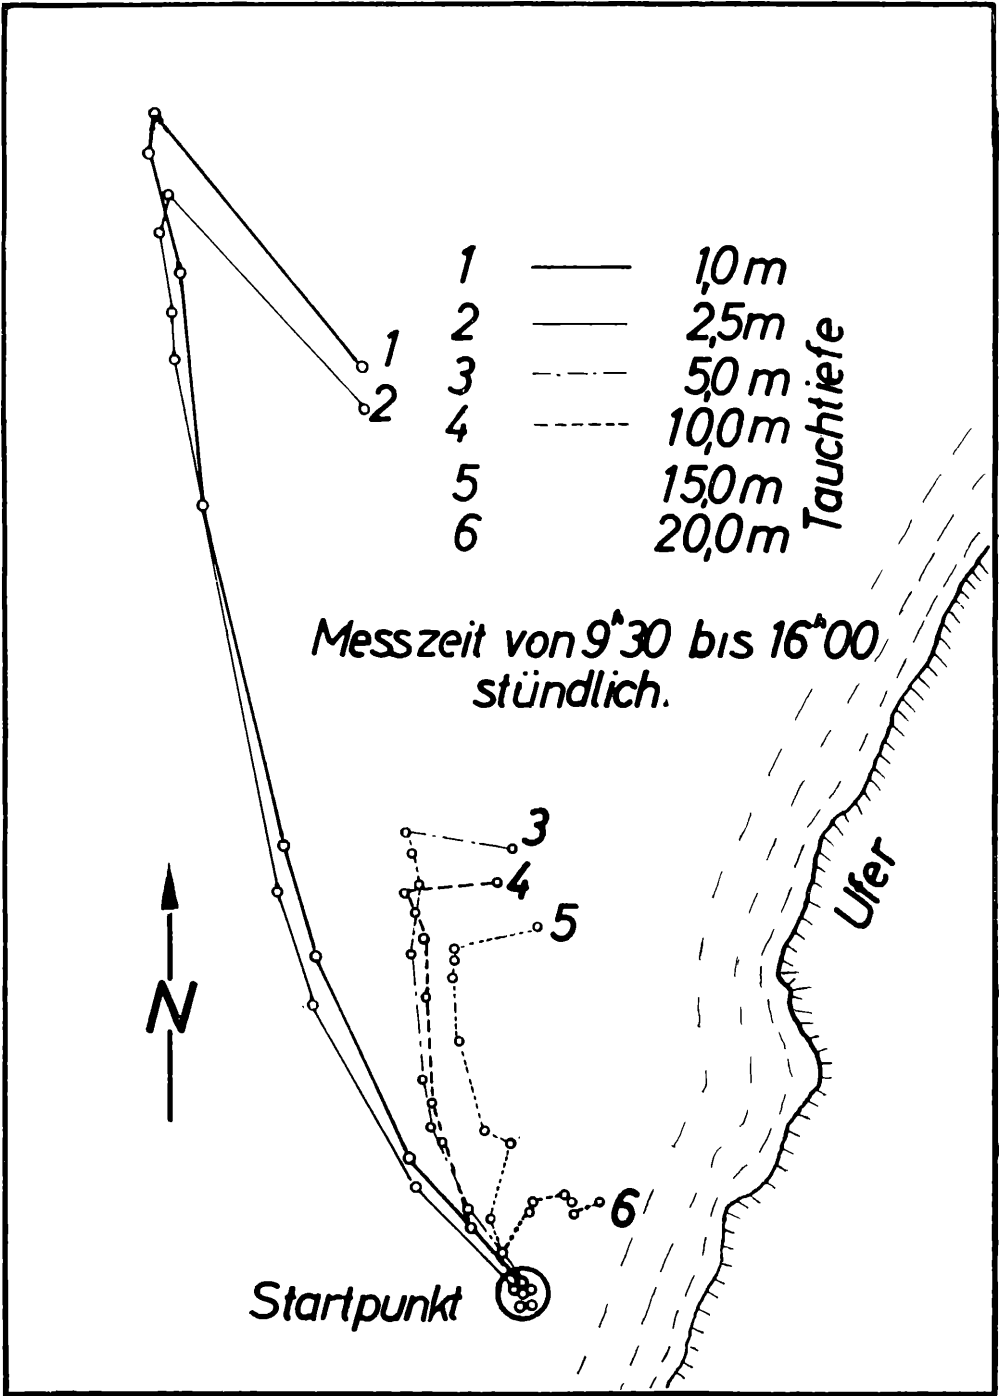 1 1,0 m
2 2,5m
3 5,0 m
4 10,0 m
5 15,0 m
6 20,0 m
Tauchtiefe
1
2
Messzeit von 9ʰ30 bis 16ʰ00
stündlich.
3
4
5
Ufer
N
6
Startpunkt